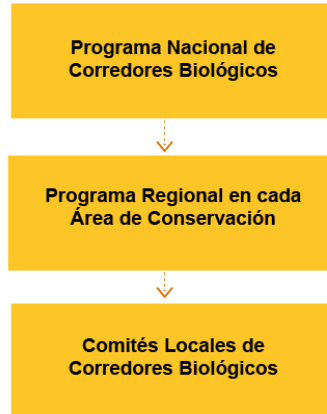 Programa Nacional de
Corredores Biológicos
Programa Regional en cada
Área de Conservación
Comités Locales de
Corredores Biológicos